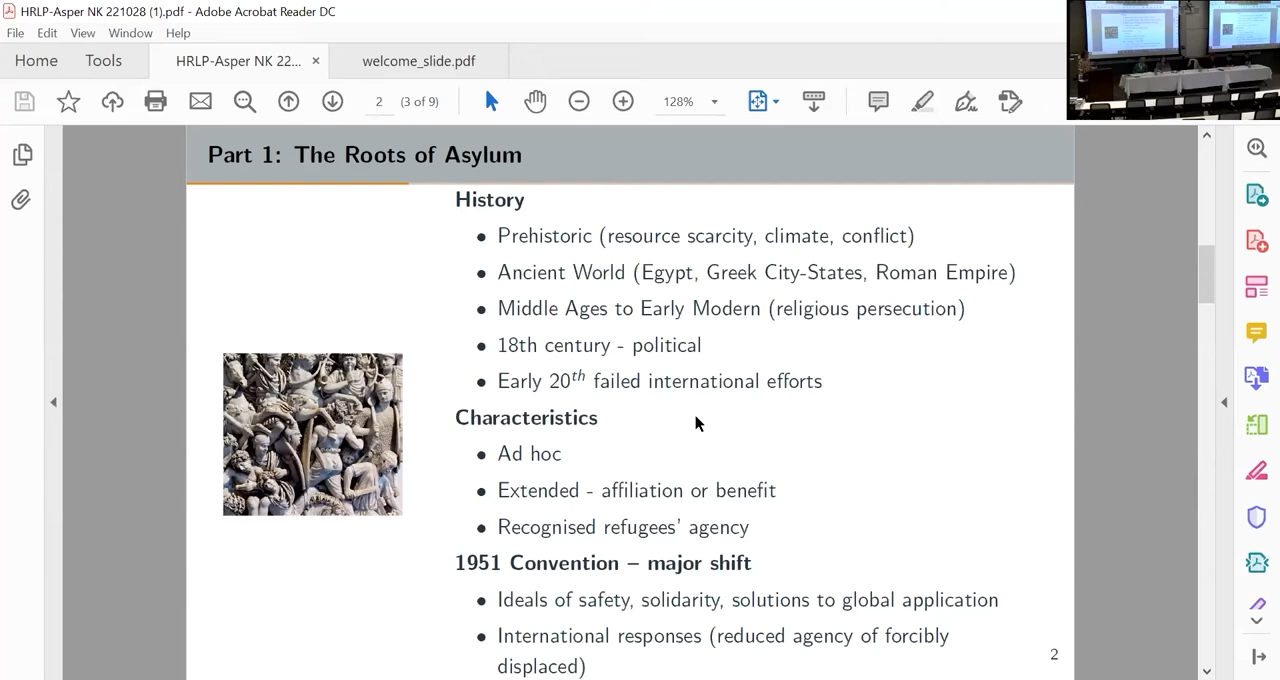 HRLP-Asper NK 221028 (1).pdf - Adobe Acrobat Reader DC
File Edit View Window Help
Home Tools HRLP-Asper NK 22... × welcome_slide.pdf
2 (3 of 9) 128%
Part 1: The Roots of Asylum
History
• Prehistoric (resource scarcity, climate, conflict)
• Ancient World (Egypt, Greek City-States, Roman Empire)
• Middle Ages to Early Modern (religious persecution)
• 18th century - political
• Early 20th failed international efforts
Characteristics
• Ad hoc
• Extended - affiliation or benefit
• Recognised refugees' agency
1951 Convention – major shift
• Ideals of safety, solidarity, solutions to global application
• International responses (reduced agency of forcibly
displaced)
2